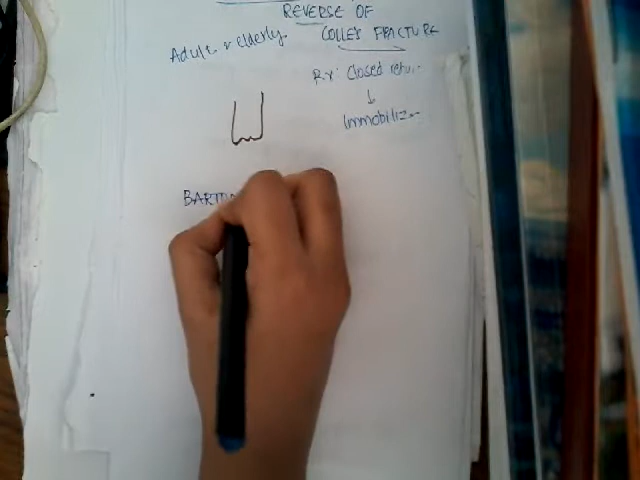 REVERSE OF
COLLES FRACTURE
Adult & elderly.
Rx: Closed
↓
Immobiliz.